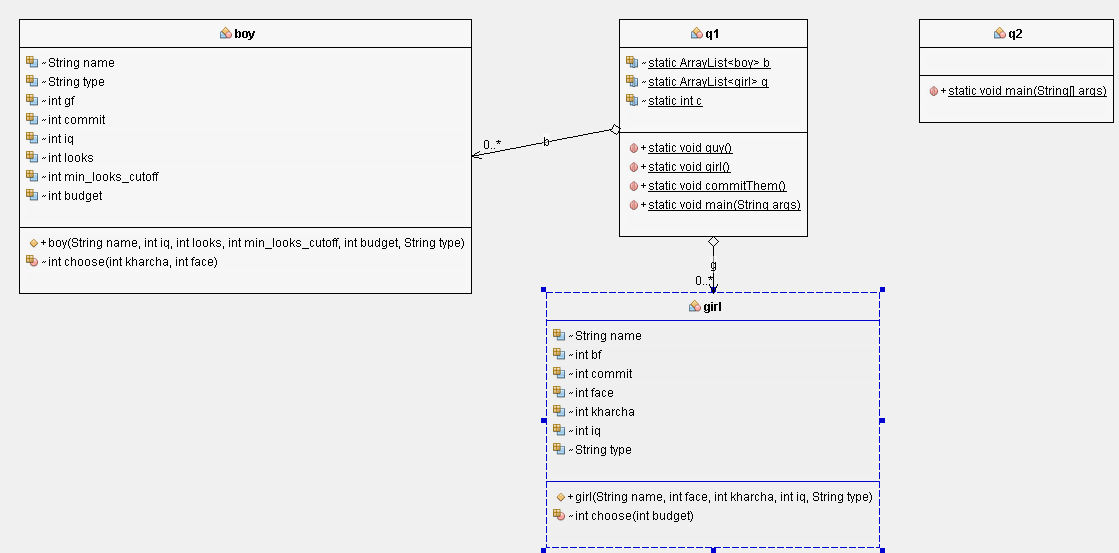 boy
~String name
~String type
~int gf
~int commit
~int iq
~int looks
~int min_looks_cutoff
~int budget
+boy(String name, int iq, int looks, int min_looks_cutoff, int budget, String type)
~int choose(int kharcha, int face)
0..*
b
q1
~static ArrayList<boy> b
~static ArrayList<girl> g
~static int c
+static void guy()
+static void girl()
+static void commitThem()
+static void main(String args)
q2
+static void main(String[] args)
g
0..*
girl
~String name
~int bf
~int commit
~int face
~int kharcha
~int iq
~String type
+girl(String name, int face, int kharcha, int iq, String type)
~int choose(int budget)